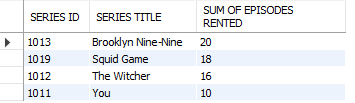 SERIES ID SERIES TITLE SUM OF EPISODES RENTED
1013 Brooklyn Nine-Nine 20
1019 Squid Game 18
1012 The Witcher 16
1011 You 10